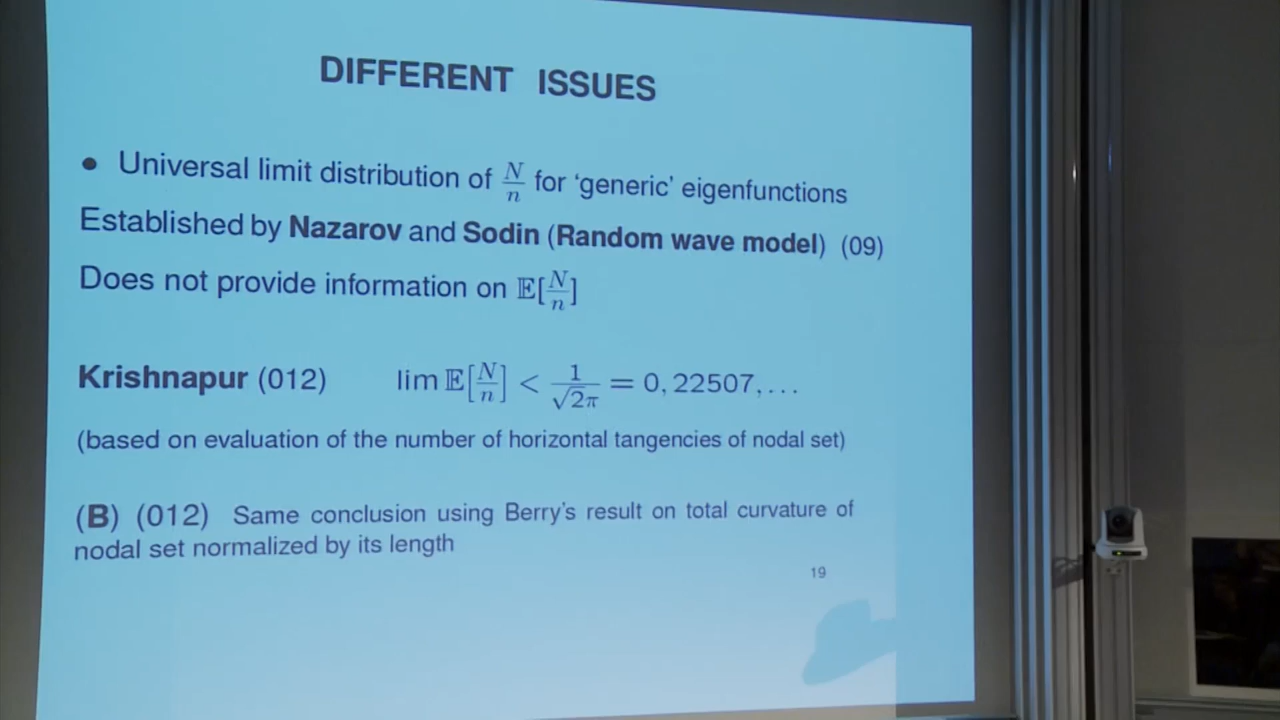 DIFFERENT ISSUES
• Universal limit distribution of N/n for ‘generic’ eigenfunctions
Established by Nazarov and Sodin (Random wave model) (09)
Does not provide information on 𝔼[N/n]
Krishnapur (012) lim 𝔼[N/n] < 1/√2π = 0,22507,...
(based on evaluation of the number of horizontal tangencies of nodal set)
(B) (012) Same conclusion using Berry's result on total curvature of
nodal set normalized by its length
19